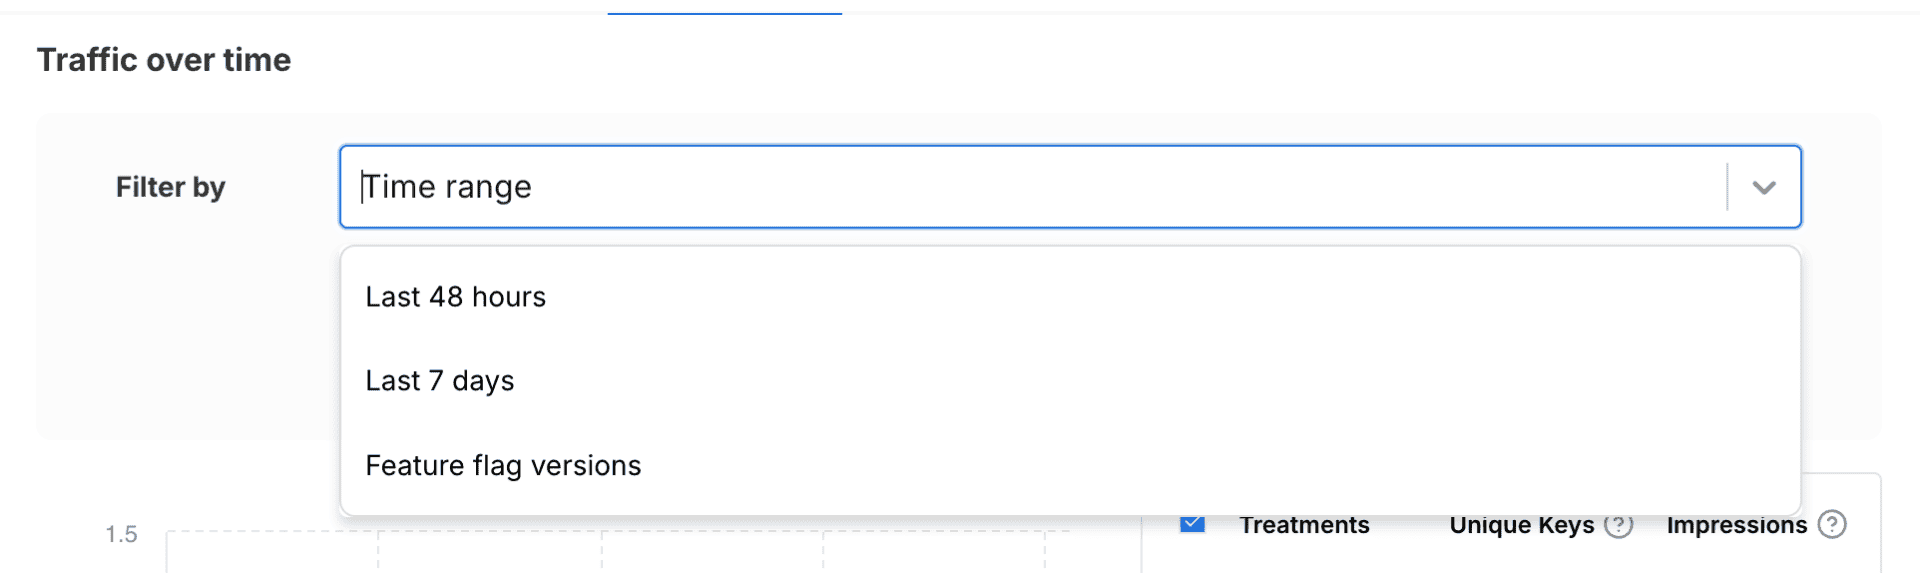 Traffic over time
Filter by
Time range
Last 48 hours
Last 7 days
Feature flag versions
1.5
Treatments Unique Keys ? Impressions ?